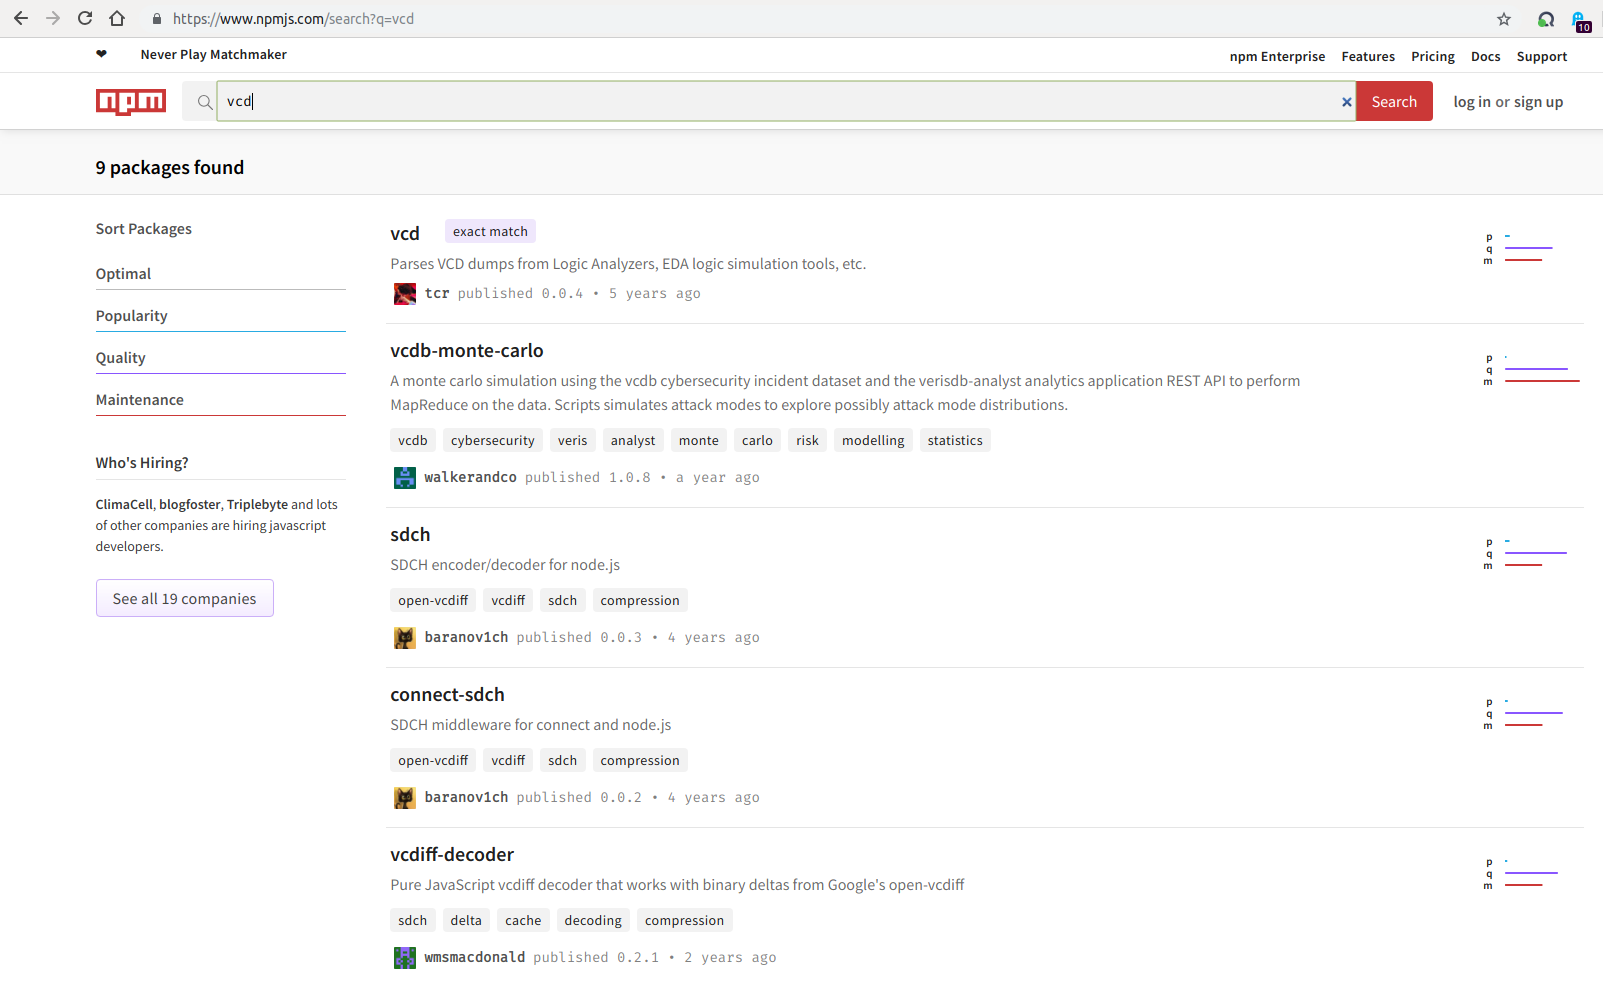 https://www.npmjs.com/search?q=vcd
10
❤ Never Play Matchmaker
npm Enterprise Features Pricing Docs Support
npm
vcd
×
Search
log in or sign up
9 packages found
Sort Packages
Optimal
Popularity
Quality
Maintenance
Who's Hiring?
ClimaCell, blogfoster, Triplebyte and lots
of other companies are hiring javascript
developers.
See all 19 companies
vcd exact match
Parses VCD dumps from Logic Analyzers, EDA logic simulation tools, etc.
tcr published 0.0.4 • 5 years ago
p
q
m
vcdb-monte-carlo
A monte carlo simulation using the vcdb cybersecurity incident dataset and the verisdb-analyst analytics application REST API to perform
MapReduce on the data. Scripts simulates attack modes to explore possibly attack mode distributions.
vcdb cybersecurity veris analyst monte carlo risk modelling statistics
walkerandco published 1.0.8 • a year ago
p
q
m
sdch
SDCH encoder/decoder for node.js
open-vcdiff vcdiff sdch compression
baranov1ch published 0.0.3 • 4 years ago
p
q
m
connect-sdch
SDCH middleware for connect and node.js
open-vcdiff vcdiff sdch compression
baranov1ch published 0.0.2 • 4 years ago
p
q
m
vcdiff-decoder
Pure JavaScript vcdiff decoder that works with binary deltas from Google's open-vcdiff
sdch delta cache decoding compression
wmsmacdonald published 0.2.1 • 2 years ago
p
q
m